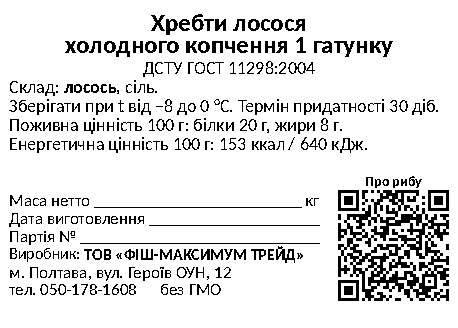 Хребти лосося
холодного копчення 1 гатунку
ДСТУ ГОСТ 11298:2004
Склад: лосось, сіль.
Зберігати при t від –8 до 0 °C. Термін придатності 30 діб.
Поживна цінність 100 г: білки 20 г, жири 8 г.
Енергетична цінність 100 г: 153 ккал / 640 кДж.
Про рибу
Маса нетто ________________________ кг
Дата виготовлення ____________________
Партія № ____________________________
Виробник: ТОВ «ФІШ-МАКСИМУМ ТРЕЙД»
м. Полтава, вул. Героїв ОУН, 12
тел. 050-178-1608 без ГМО